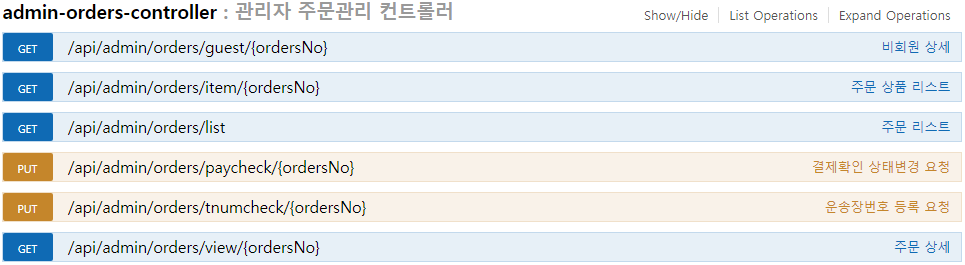 admin-orders-controller : 관리자 주문관리 컨트롤러
Show/Hide List Operations Expand Operations
GET /api/admin/orders/guest/{ordersNo} 비회원 상세
GET /api/admin/orders/item/{ordersNo} 주문 상품 리스트
GET /api/admin/orders/list 주문 리스트
PUT /api/admin/orders/paycheck/{ordersNo} 결제확인 상태변경 요청
PUT /api/admin/orders/tnumcheck/{ordersNo} 운송장번호 등록 요청
GET /api/admin/orders/view/{ordersNo} 주문 상세